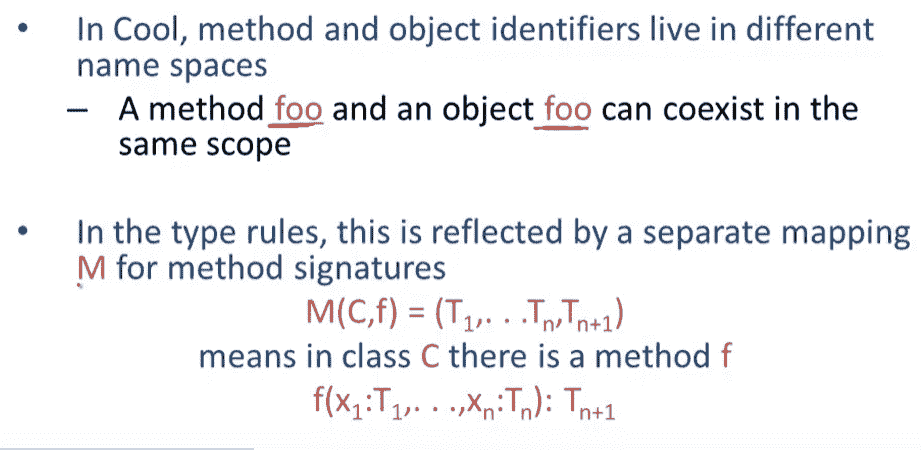 • In Cool, method and object identifiers live in different
name spaces
– A method foo and an object foo can coexist in the
same scope
• In the type rules, this is reflected by a separate mapping
M for method signatures
M(C,f) = (T₁,. . .Tₙ,Tₙ₊₁)
means in class C there is a method f
f(x₁:T₁,. . .,xₙ:Tₙ): Tₙ₊₁